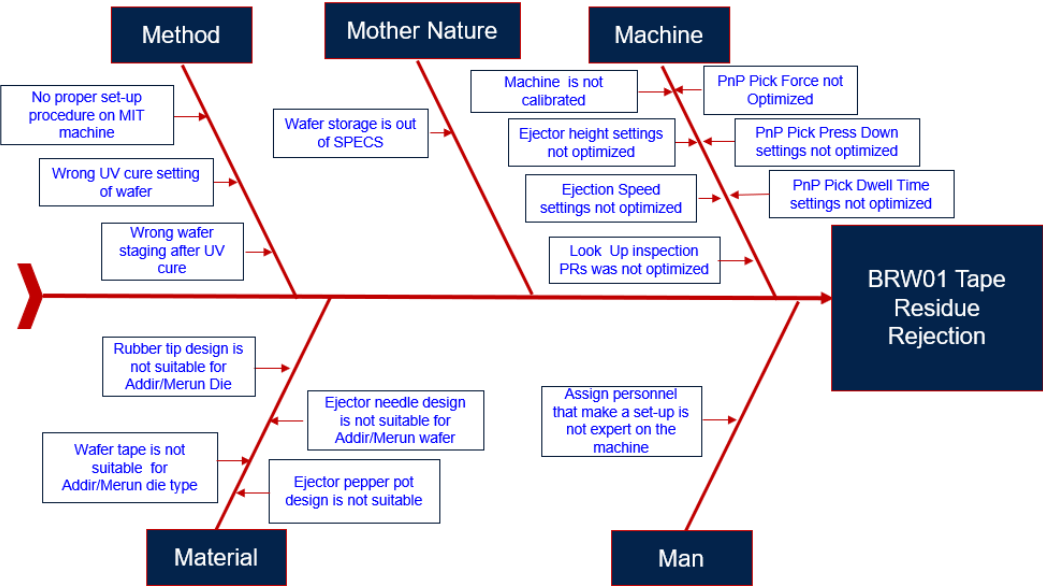 Method
Mother Nature
Machine
No proper set-up
procedure on MIT
machine
Wrong UV cure setting
of wafer
Wrong wafer
staging after UV
cure
Wafer storage is out
of SPECS
Machine is not
calibrated
Ejector height settings
not optimized
Ejection Speed
settings not optimized
Look Up inspection
PRs was not optimized
PnP Pick Force not
Optimized
PnP Pick Press Down
settings not optimized
PnP Pick Dwell Time
settings not optimized
BRW01 Tape
Residue
Rejection
Rubber tip design is
not suitable for
Addir/Merun Die
Ejector needle design
is not suitable for
Addir/Merun wafer
Wafer tape is not
suitable for
Addir/Merun die type
Ejector pepper pot
design is not suitable
Assign personnel
that make a set-up is
not expert on the
machine
Material
Man